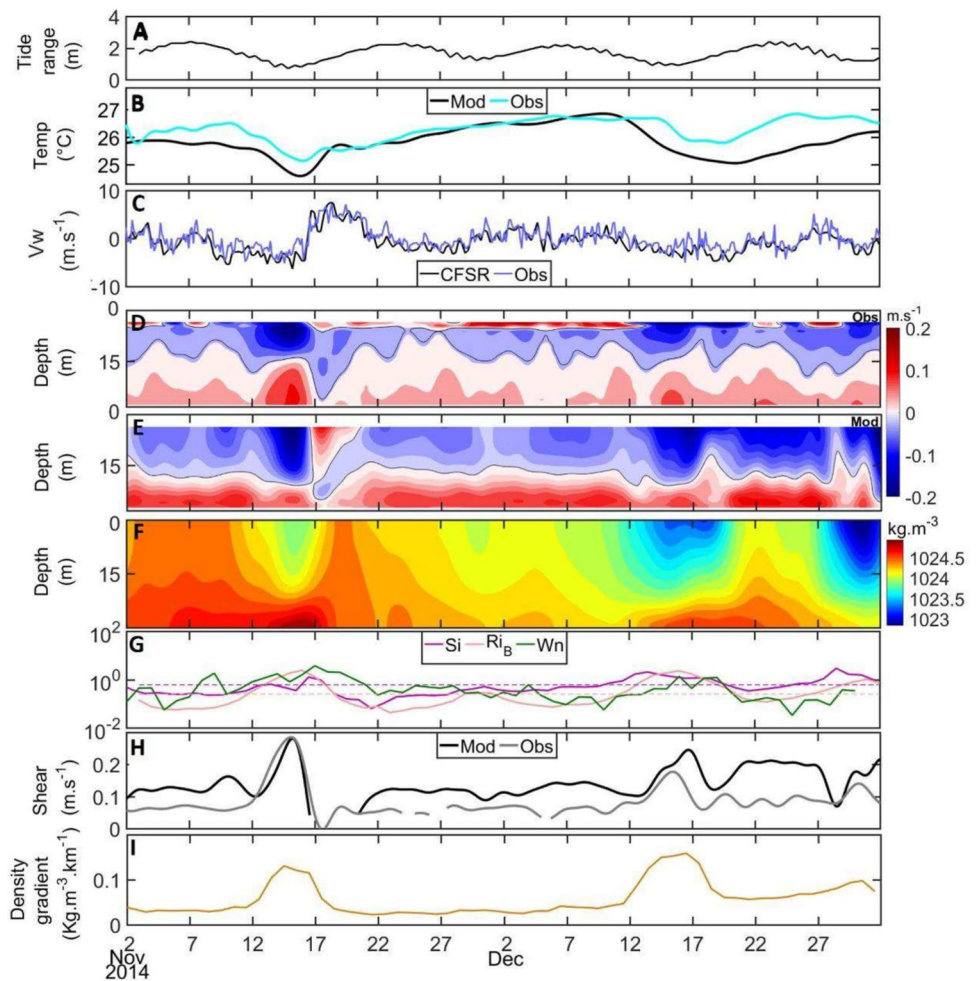 A
Tide
range
(m)
4
2
0
B
Mod Obs
Temp
(°C)
27
26
25
C
Vw
(m.s⁻¹)
10
0
-10
CFSR Obs
D
Obs
Depth
(m)
0
15
0
m.s⁻¹
0.2
0.1
0
-0.1
-0.2
E
Mod
Depth
(m)
15
F
Depth
(m)
0
15
kg.m⁻³
1024.5
1024
1023.5
1023
G
Si Ri_B Wn
10²
10²
10⁰
10⁻²
H
Mod Obs
Shear
(m.s⁻¹)
0.2
0.1
0
I
Density
gradient
(Kg.m⁻³.km⁻¹)
0.1
0
2 7 12 17 22 27 2 7 12 17 22 27
Nov Dec
2014